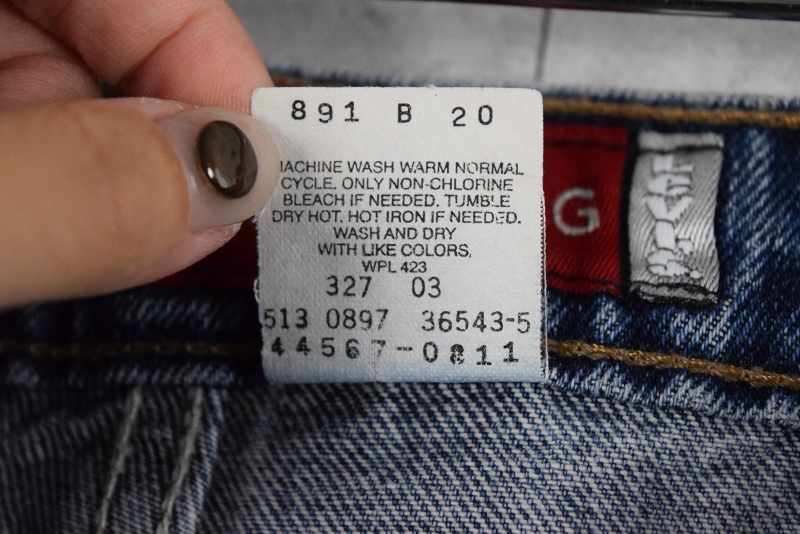 891 B 20
MACHINE WASH WARM NORMAL
CYCLE. ONLY NON-CHLORINE
BLEACH IF NEEDED. TUMBLE
DRY HOT. HOT IRON IF NEEDED.
WASH AND DRY
WITH LIKE COLORS,
WPL 423
327 03
513 0897 36543-5
44567-0811
G